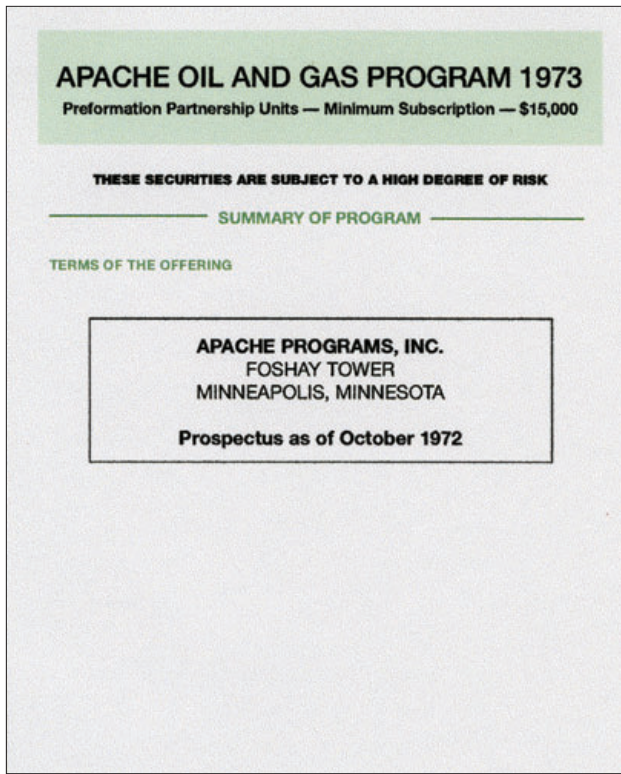 APACHE OIL AND GAS PROGRAM 1973
Preformation Partnership Units — Minimum Subscription — $15,000
THESE SECURITIES ARE SUBJECT TO A HIGH DEGREE OF RISK
SUMMARY OF PROGRAM
TERMS OF THE OFFERING
APACHE PROGRAMS, INC.
FOSHAY TOWER
MINNEAPOLIS, MINNESOTA
Prospectus as of October 1972